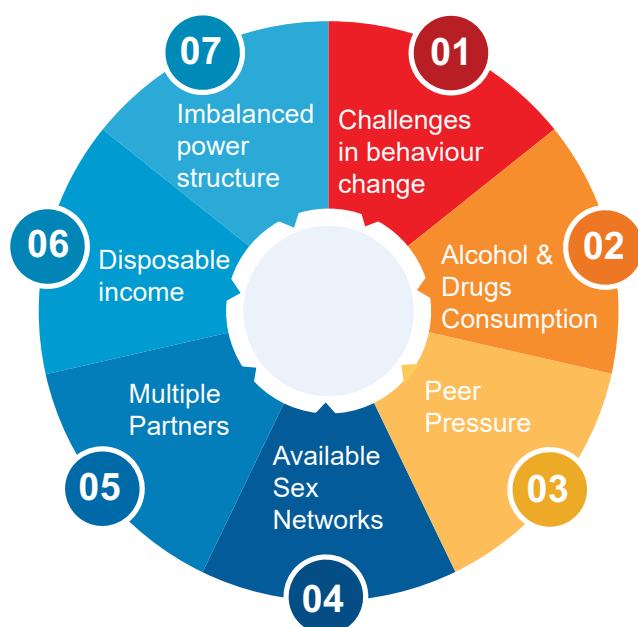 01
Challenges
in behaviour
change
02
Alcohol &
Drugs
Consumption
03
Peer
Pressure
04
Available
Sex
Networks
05
Multiple
Partners
06
Disposable
income
07
Imbalanced
power
structure